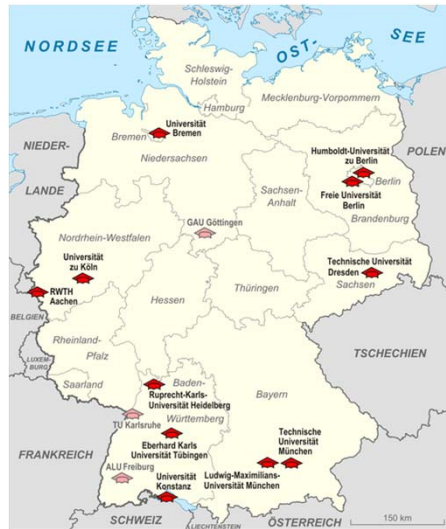 NORDSEE
OST-
SEE
Schleswig-
Holstein
Hamburg
Mecklenburg-Vorpommern
Universität
Bremen
Bremen
Niedersachsen
NIEDER-
LANDE
Humboldt-Universität
zu Berlin
Berlin
Freie Universität
Berlin
Brandenburg
POLEN
Sachsen-
Anhalt
GAU Göttingen
Nordrhein-Westfalen
Universität
zu Köln
RWTH
Aachen
BELGIEN
Technische Universität
Dresden
Sachsen
Hessen
Thüringen
LUXEM-
BURG
Rheinland-
Pfalz
Saarland
TSCHECHIEN
Baden-
Württemberg
Ruprecht-Karls-
Universität Heidelberg
Bayern
TU Karlsruhe
Eberhard Karls
Universität Tübingen
Technische
Universität
München
FRANKREICH
ALU Freiburg
Universität
Konstanz
Ludwig-Maximilians-
Universität München
SCHWEIZ
LIECHTENSTEIN
ÖSTERREICH
150 km